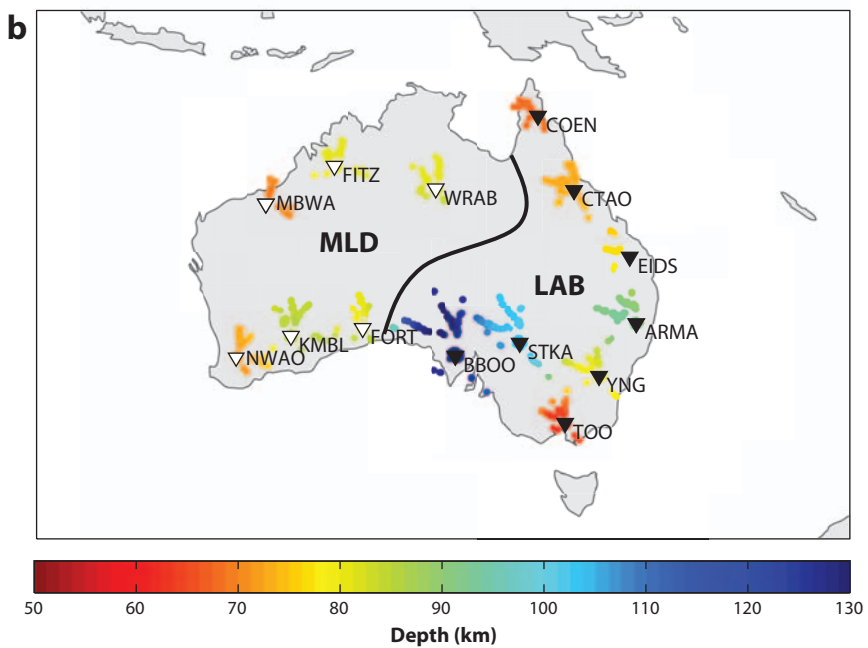 b
COEN
FITZ
WRAB
CTAO
MBWA
MLD
EIDS
LAB
ARMA
FORT
KMBL
STKA
NWAO
BBOO
YNG
TOO
50 60 70 80 90 100 110 120 130
Depth (km)